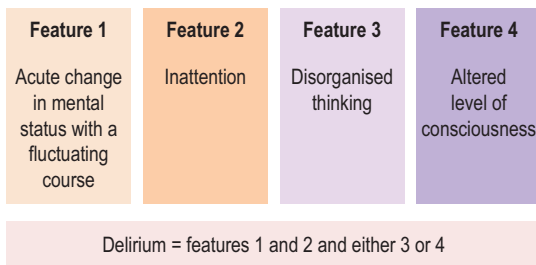 Feature 1
Acute change
in mental
status with a
fluctuating
course
Feature 2
Inattention
Feature 3
Disorganised
thinking
Feature 4
Altered
level of
consciousness
Delirium = features 1 and 2 and either 3 or 4